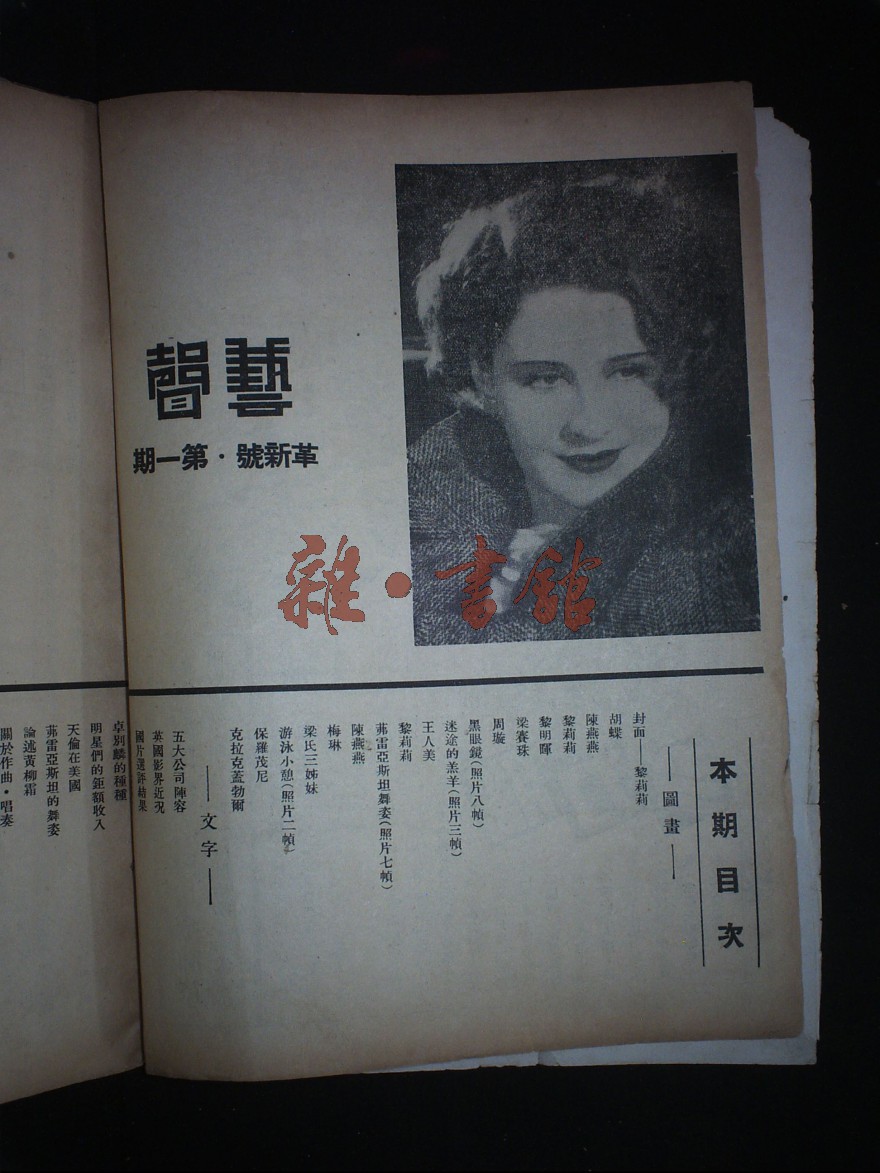 藝聲
革新號·第一期
雜·書館
本期目次
——圖畫——
封面——黎莉莉
胡蝶
陳燕燕
黎莉莉
黎明暉
梁賽珠
周璇
黑眼鏡(照片八幀)
迷途的羔羊(照片三幀)
王人美
黎莉莉
弗雷亞斯坦舞姿(照片七幀)
陳燕燕
梅琳
梁氏三姊妹
游泳小憩(照片二幀)
保羅茂尼
克拉克蓋勃爾
——文字——
五大公司陣容
英國影界近況
國片選評結果
卓別麟的種種
明星們的鉅額收入
天倫在美國
弗雷亞斯坦的舞姿
論述黃柳霜
關於作曲·唱奏